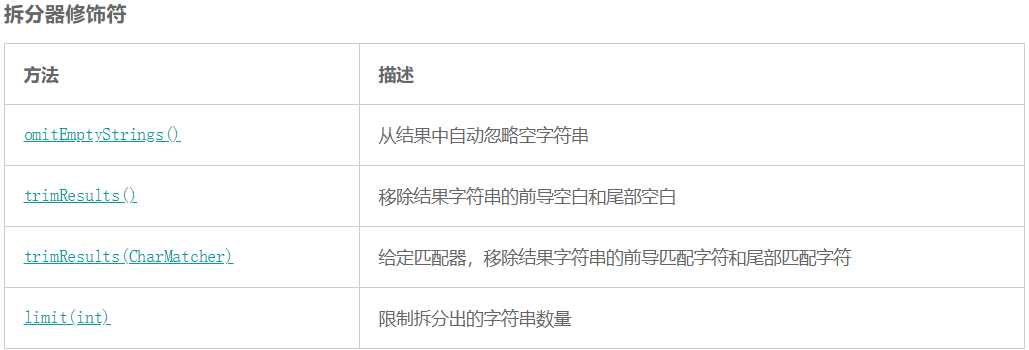 拆分器修饰符
方法 描述
omitEmptyStrings() 从结果中自动忽略空字符串
trimResults() 移除结果字符串的前导空白和尾部空白
trimResults(CharMatcher) 给定匹配器，移除结果字符串的前导匹配字符和尾部匹配字符
limit(int) 限制拆分出的字符串数量